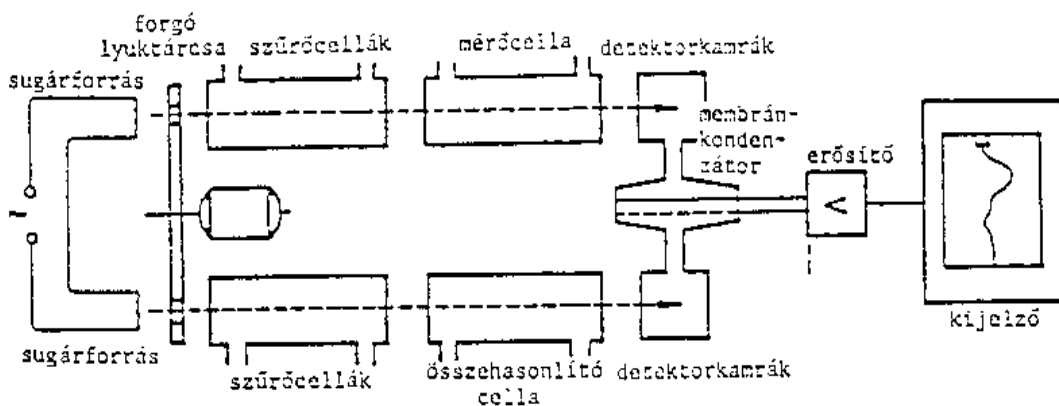 forgó
lyuktárcsa
szűrőcellák
mérőcella
detektorkamrák
sugárforrás
membrán-
konden-
zátor
erősítő
~
V
sugárforrás
szűrőcellák
összehasonlító
cella
detektorkamrák
kijelző